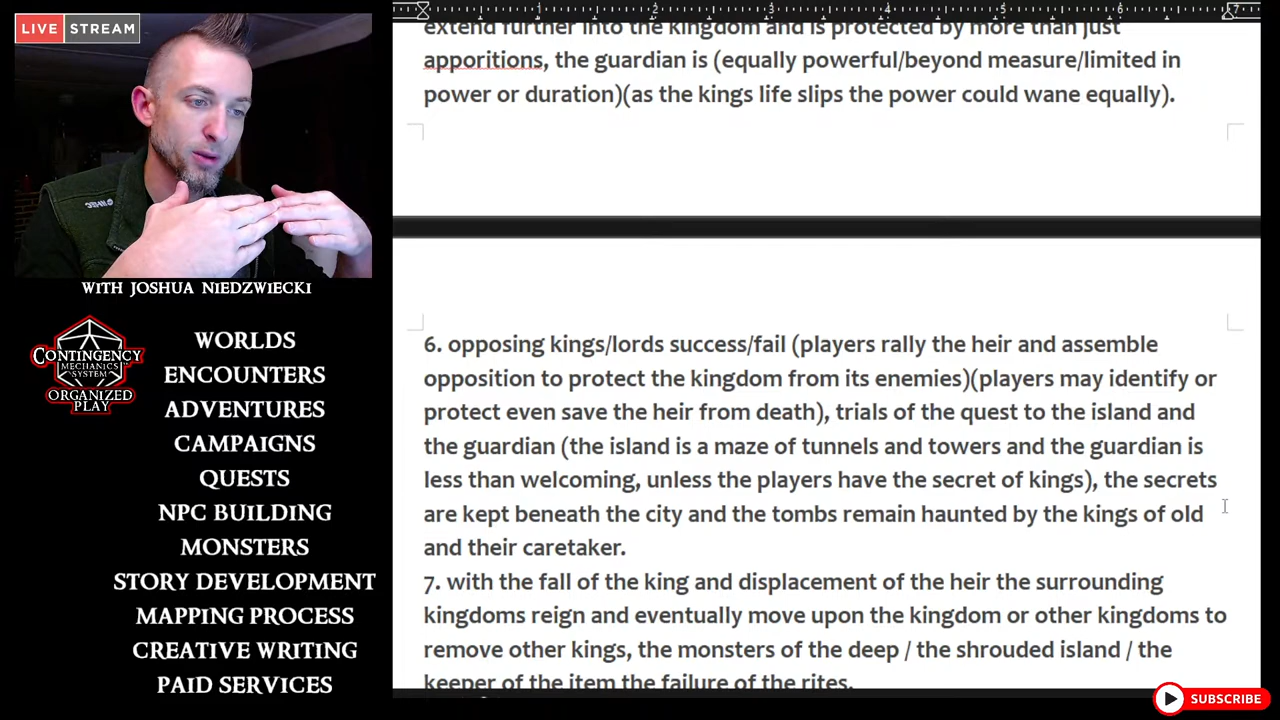 LIVE STREAM
WITH JOSHUA NIEDZWIECKI
CONTINGENCY
MECHANICS
SYSTEM
ORGANIZED
PLAY
WORLDS
ENCOUNTERS
ADVENTURES
CAMPAIGNS
QUESTS
NPC BUILDING
MONSTERS
STORY DEVELOPMENT
MAPPING PROCESS
CREATIVE WRITING
PAID SERVICES
1 2 3 4 5 6 7
extend further into the kingdom and is protected by more than just
apporitions, the guardian is (equally powerful/beyond measure/limited in
power or duration)(as the kings life slips the power could wane equally).
6. opposing kings/lords success/fail (players rally the heir and assemble
opposition to protect the kingdom from its enemies)(players may identify or
protect even save the heir from death), trials of the quest to the island and
the guardian (the island is a maze of tunnels and towers and the guardian is
less than welcoming, unless the players have the secret of kings), the secrets
are kept beneath the city and the tombs remain haunted by the kings of old
and their caretaker.
7. with the fall of the king and displacement of the heir the surrounding
kingdoms reign and eventually move upon the kingdom or other kingdoms to
remove other kings, the monsters of the deep / the shrouded island / the
keeper of the item the failure of the rites.
SUBSCRIBE